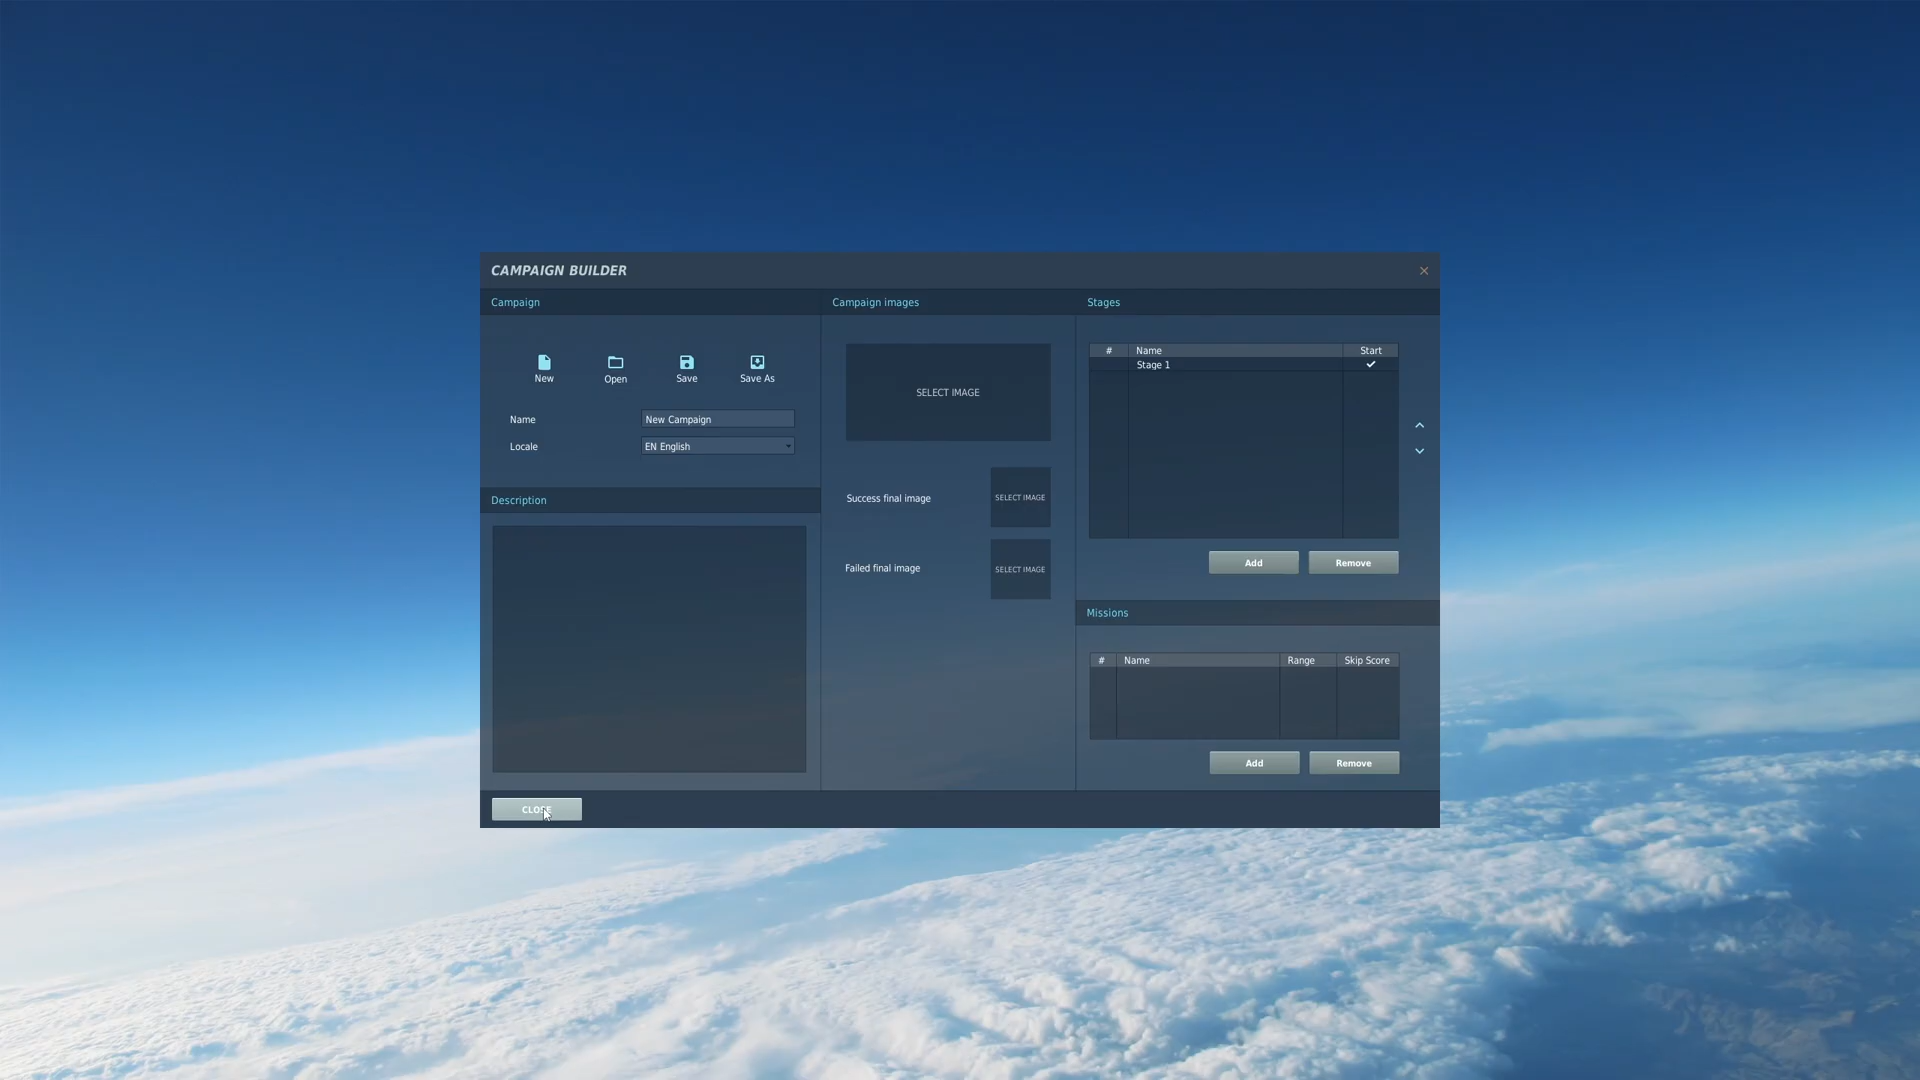 CAMPAIGN BUILDER
Campaign
Campaign images
Stages
New
Open
Save
Save As
Name
New Campaign
Locale
EN English
Description
SELECT IMAGE
Success final image
SELECT IMAGE
Failed final image
SELECT IMAGE
# Name Start
Stage 1
Add
Remove
Missions
# Name Range Skip Score
Add
Remove
CLOSE